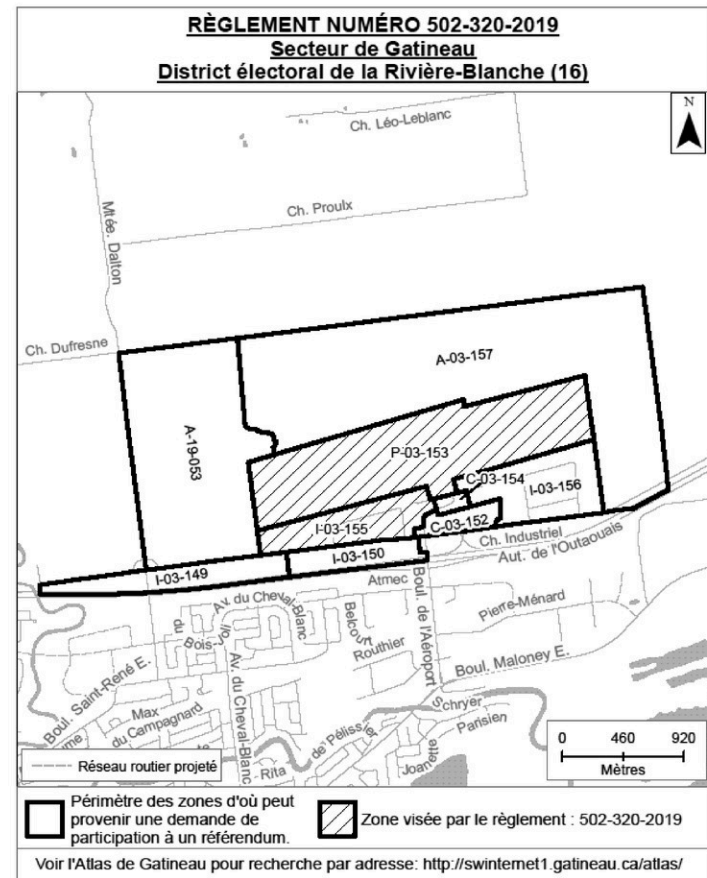 RÈGLEMENT NUMÉRO 502-320-2019
Secteur de Gatineau
District électoral de la Rivière-Blanche (16)
N
Ch. Léo-Leblanc
Ch. Proulx
Mtée. Dalton
Ch. Dufresne
A-03-157
A-19-053
P-03-153
C-03-154
I-03-156
I-03-155
C-03-152
I-03-150
I-03-149
Ch. Industriel
Aut. de l'Outaouais
Atmec
Boul. de l'Aéroport
Av. du Cheval-Blanc
du Bois-Joli
Belcourt
Routhier
Pierre-Ménard
Boul. Maloney E.
Boul. Saint-René E.
Av. du Cheval-Blanc
Max
du Campagnard
Schryer
Parisien
de Pélissier
Rita
0 460 920
Mètres
Réseau routier projeté
Périmètre des zones d'où peut
provenir une demande de
participation à un référendum.
Zone visée par le règlement : 502-320-2019
Voir l'Atlas de Gatineau pour recherche par adresse: http://swinternet1.gatineau.ca/atlas/